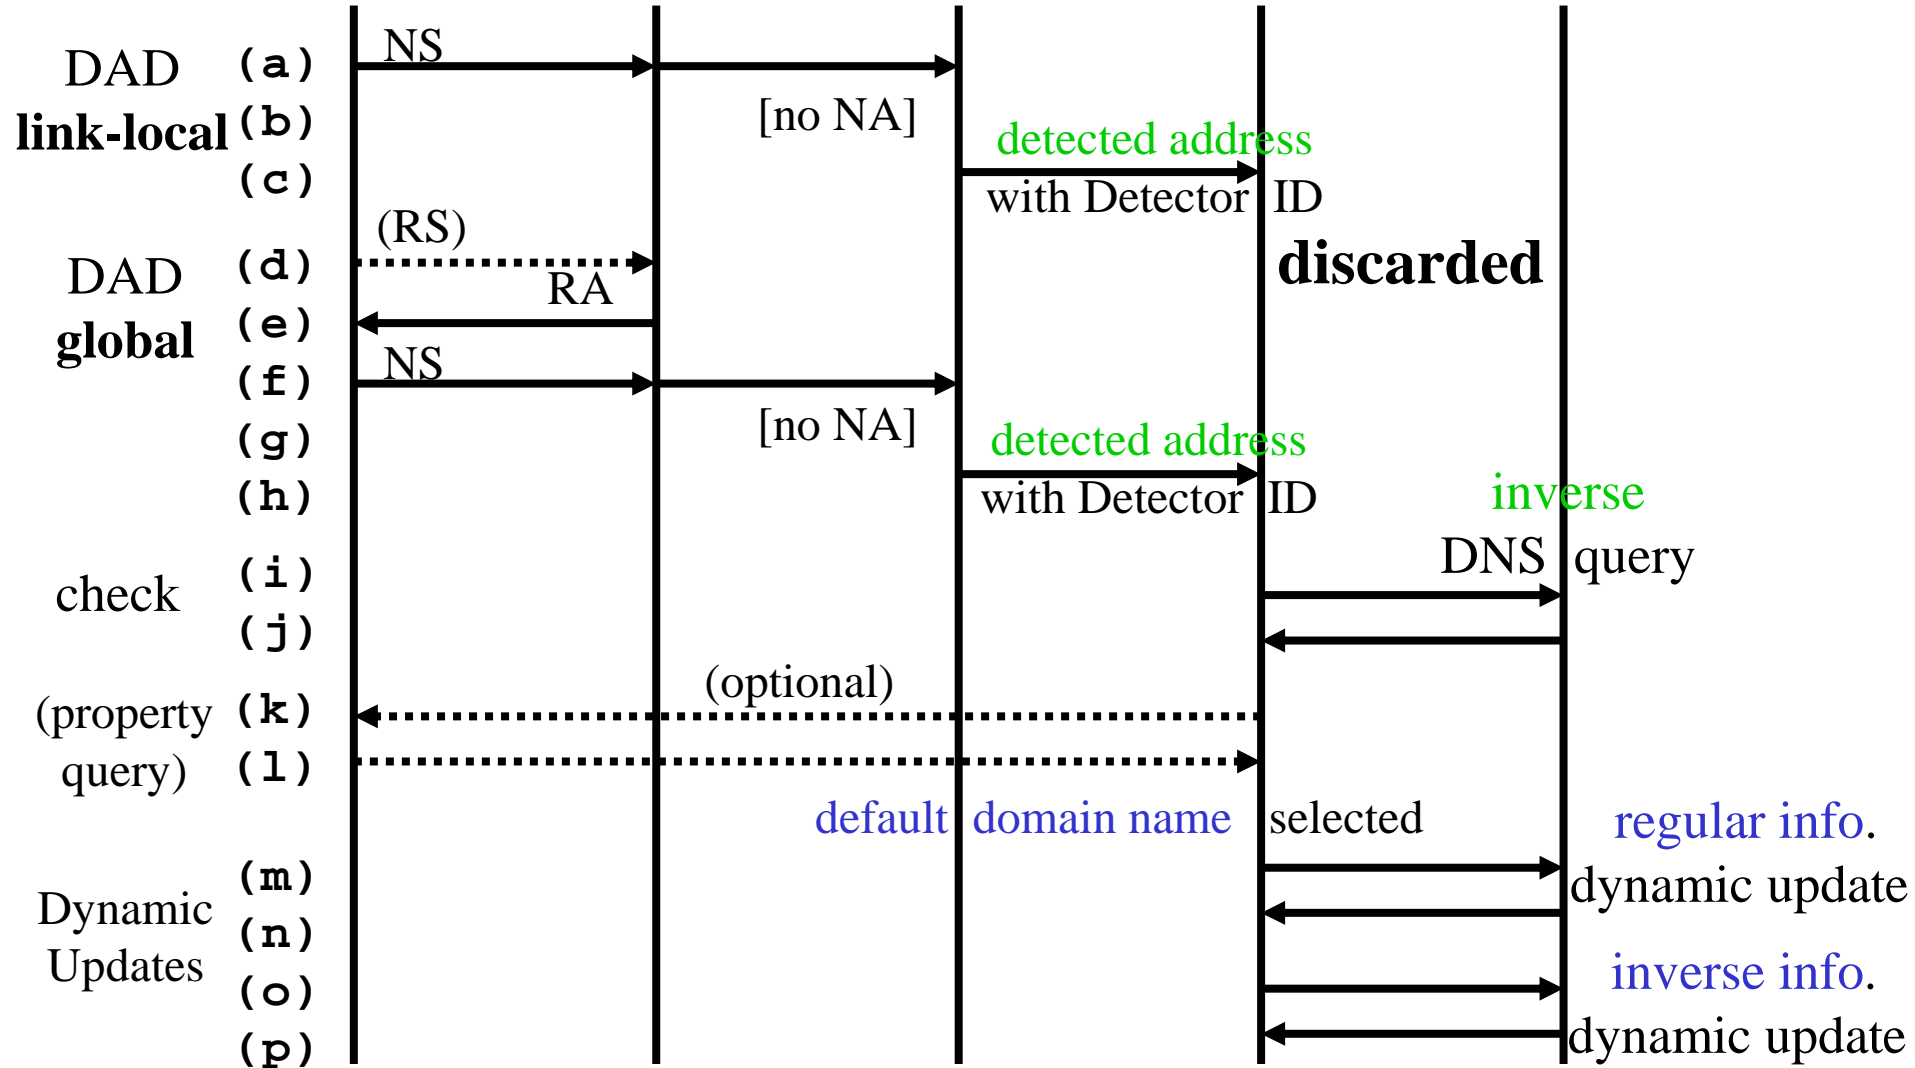 DAD
link-local
(a)
NS
(b)
[no NA]
detected address
(c)
with Detector ID
(RS)
discarded
DAD
global
(d)
RA
(e)
NS
(f)
[no NA]
(g)
detected address
(h)
with Detector ID
inverse
DNS query
check
(i)
(j)
(optional)
(property
query)
(k)
(l)
default domain name selected
regular info.
dynamic update
Dynamic
Updates
(m)
(n)
(o)
inverse info.
dynamic update
(p)